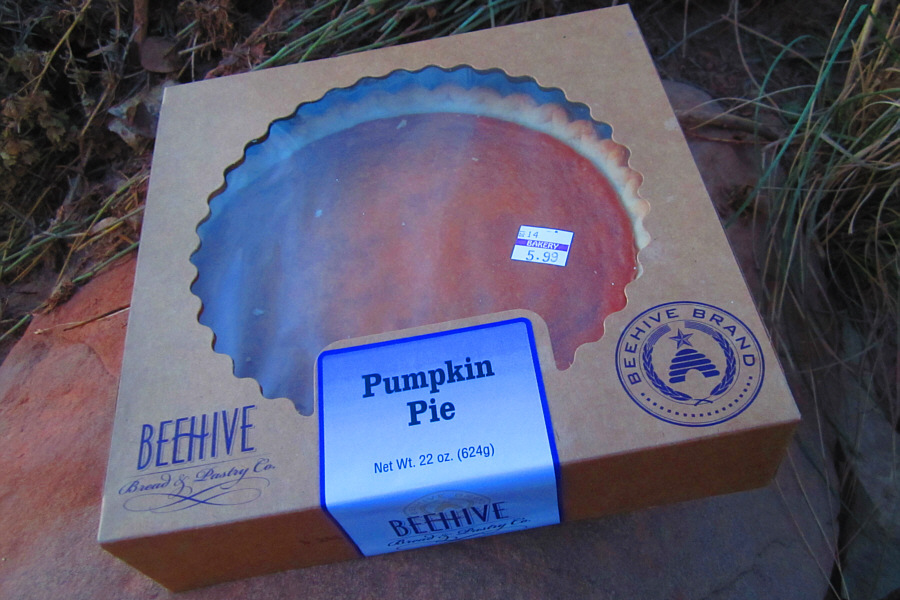 14
BAKERY
5.99
BEEHIVE BRAND
Pumpkin
Pie
Net Wt. 22 oz. (624g)
BEEHIVE
Bread & Pastry Co.
BEEHIVE
Bread & Pastry Co.